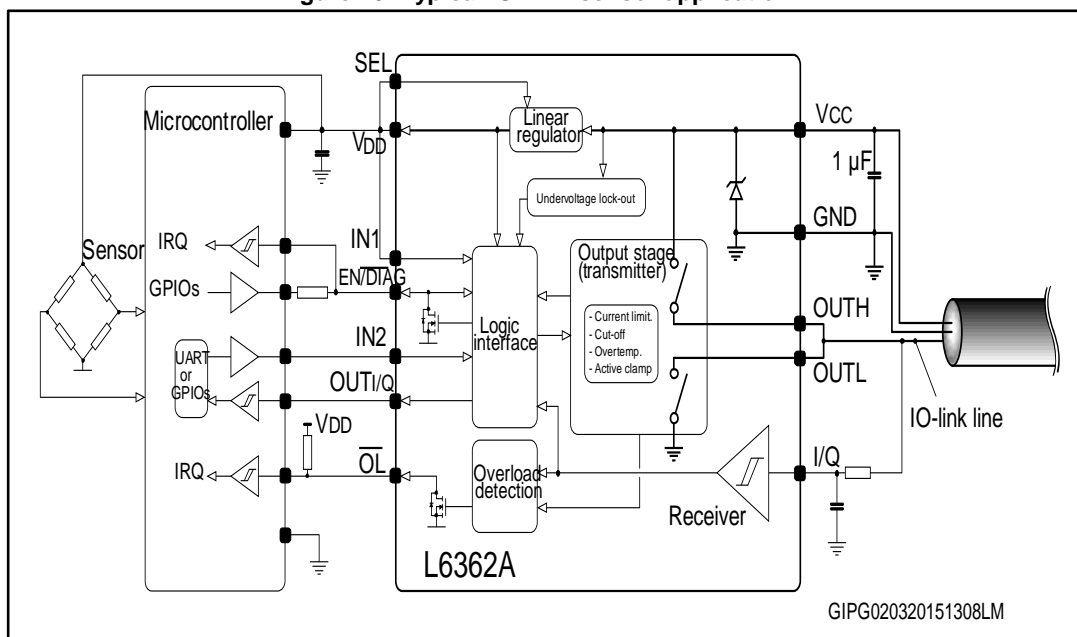 SEL
Microcontroller
VDD
Linear
regulator
VCC
1 µF
Undervoltage lock-out
GND
IRQ
Sensor
IN1
EN/DIAG
GPIOs
Output stage
(transmitter)
- Current limit.
- Cut-off
- Overtemp.
- Active clamp
Logic
interface
OUTH
OUTL
IN2
UART
or
GPIOs
OUTI/Q
IO-link line
VDD
OL
IRQ
Overload
detection
I/Q
Receiver
L6362A
GIPG020320151308LM